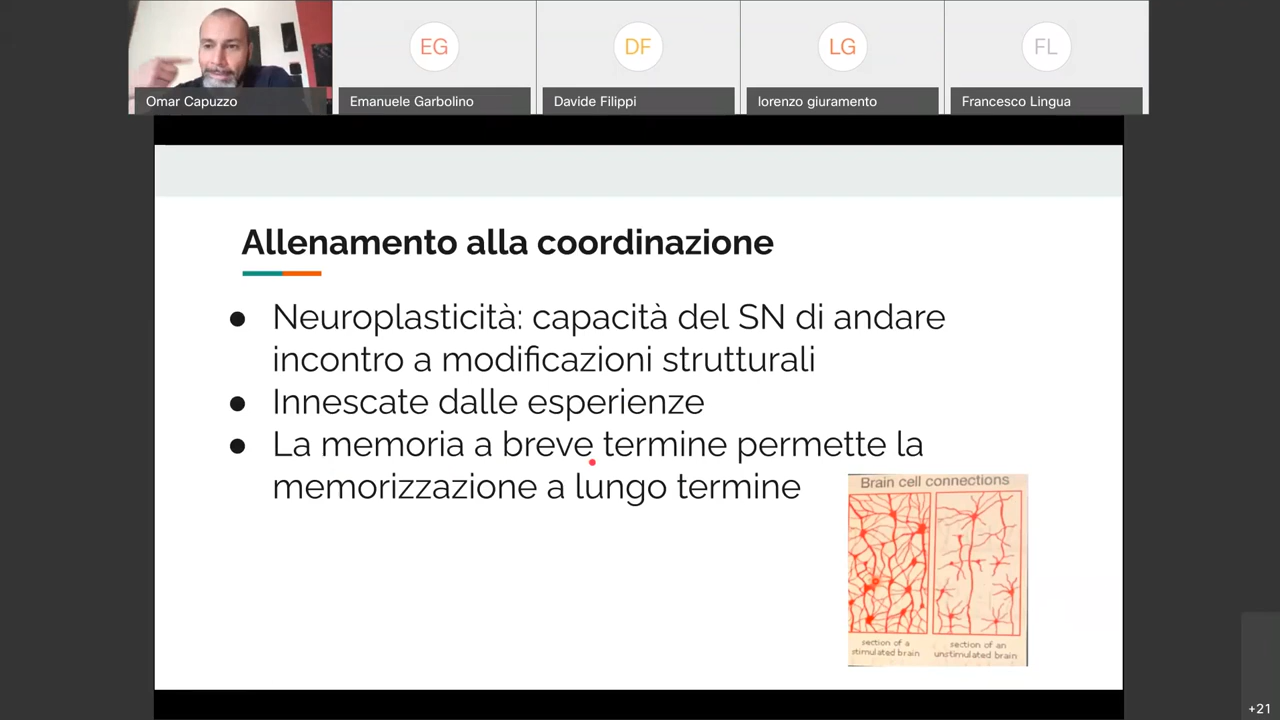 EG
DF
LG
FL
Omar Capuzzo
Emanuele Garbolino
Davide Filippi
lorenzo giuramento
Francesco Lingua
Allenamento alla coordinazione
● Neuroplasticità: capacità del SN di andare
incontro a modificazioni strutturali
● Innescate dalle esperienze
● La memoria a breve termine permette la
memorizzazione a lungo termine
Brain cell connections
section of a
stimulated brain
section of an
unstimulated brain
+21